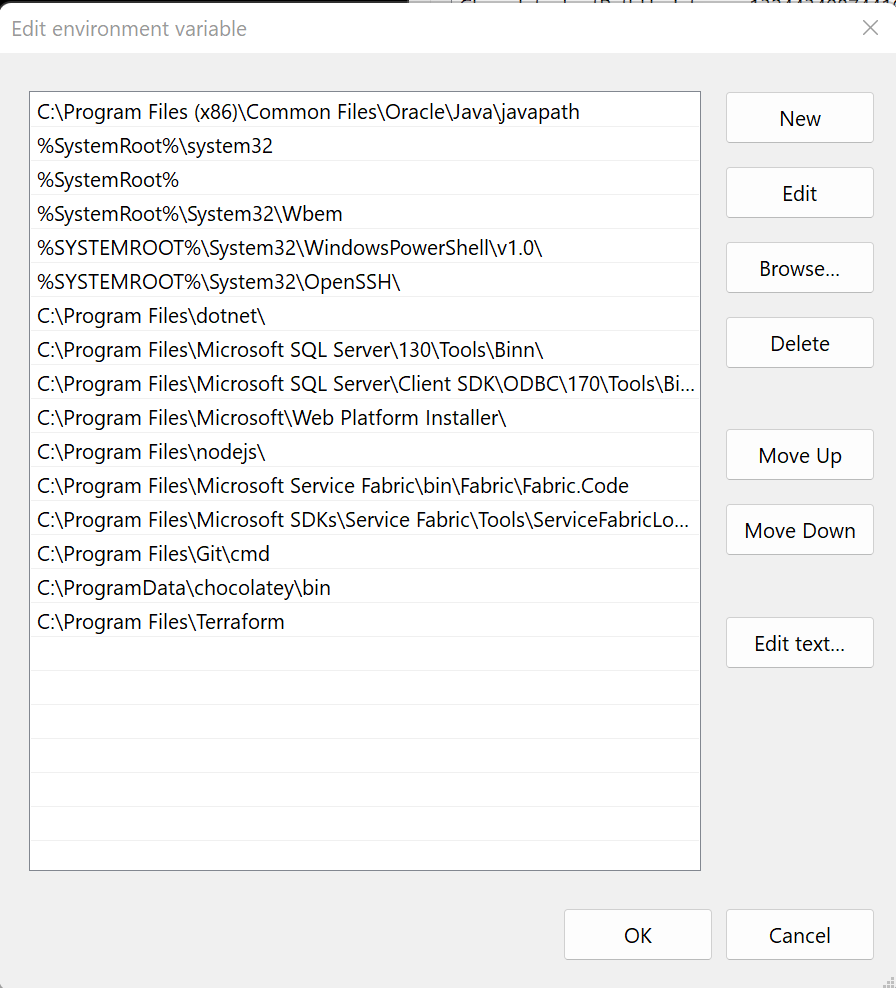 Edit environment variable
C:\Program Files (x86)\Common Files\Oracle\Java\javapath
%SystemRoot%\system32
%SystemRoot%
%SystemRoot%\System32\Wbem
%SYSTEMROOT%\System32\WindowsPowerShell\v1.0\
%SYSTEMROOT%\System32\OpenSSH\
C:\Program Files\dotnet\
C:\Program Files\Microsoft SQL Server\130\Tools\Binn\
C:\Program Files\Microsoft SQL Server\Client SDK\ODBC\170\Tools\Bi...
C:\Program Files\Microsoft\Web Platform Installer\
C:\Program Files\nodejs\
C:\Program Files\Microsoft Service Fabric\bin\Fabric\Fabric.Code
C:\Program Files\Microsoft SDKs\Service Fabric\Tools\ServiceFabricLo...
C:\Program Files\Git\cmd
C:\ProgramData\chocolatey\bin
C:\Program Files\Terraform
New
Edit
Browse...
Delete
Move Up
Move Down
Edit text...
OK
Cancel